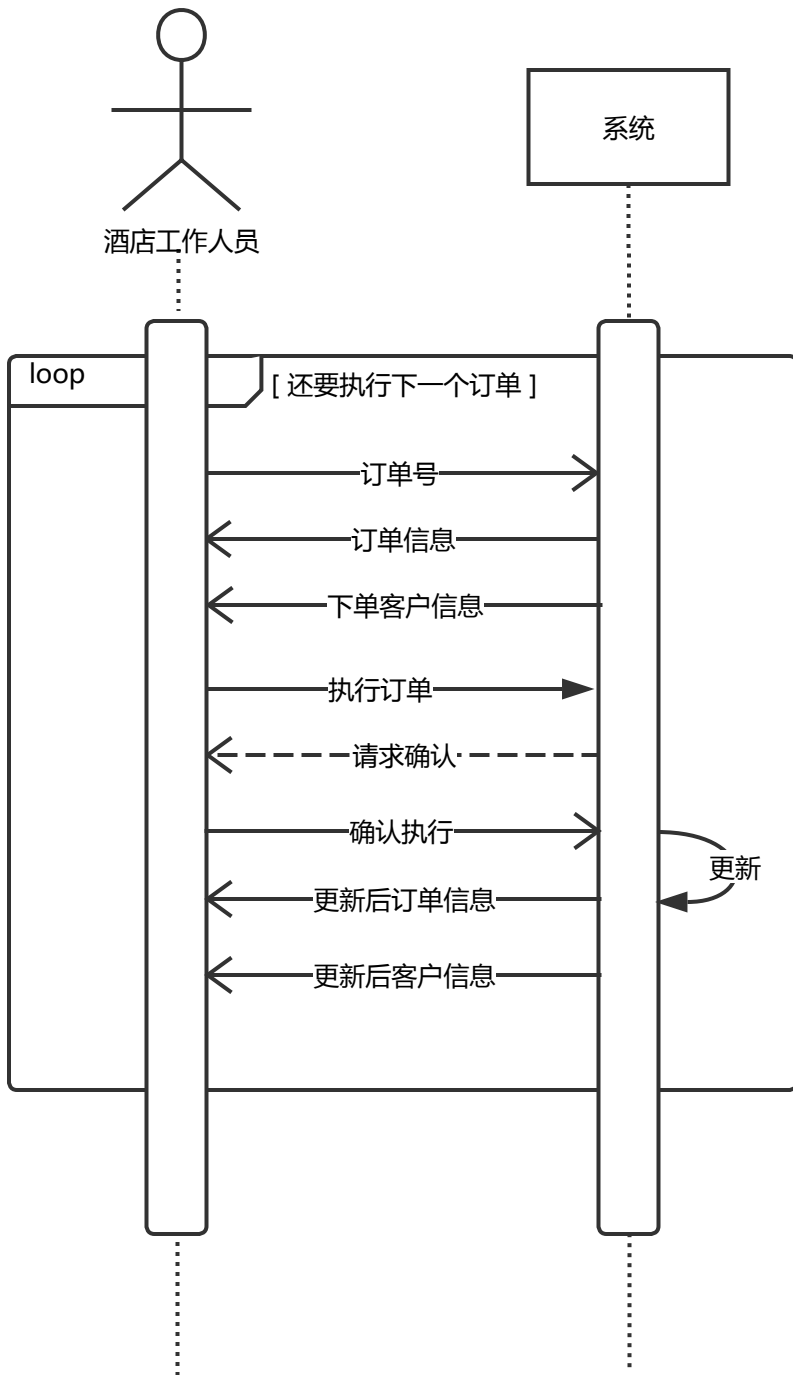 系统
酒店工作人员
loop
[ 还要执行下一个订单 ]
订单号
订单信息
下单客户信息
执行订单
请求确认
确认执行
更新
更新后订单信息
更新后客户信息